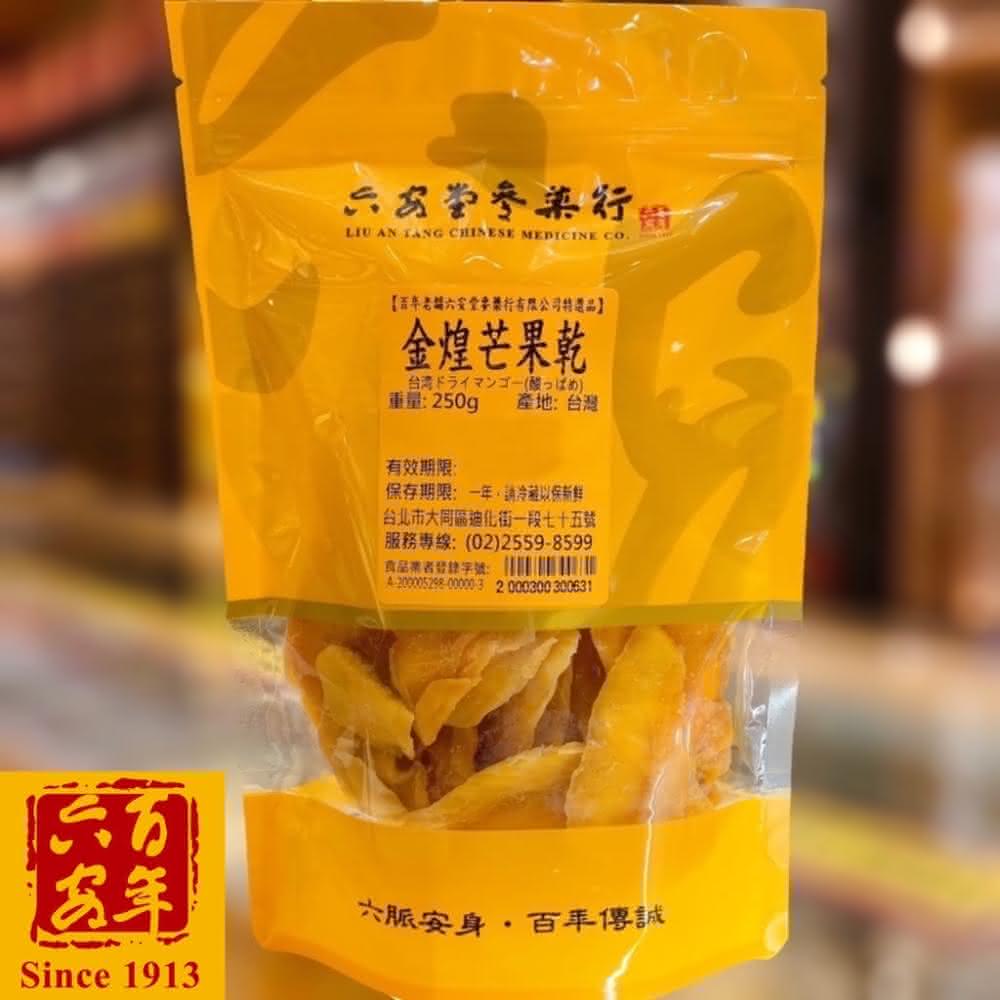 六安堂參藥行
LIU AN TANG CHINESE MEDICINE CO.
【百年老舖六安堂參藥行有限公司特選品】
金煌芒果乾
台湾ドライマンゴー(酸っぱめ)
重量: 250g 產地: 台灣
有效期限:
保存期限: 一年，請冷藏以保新鮮
台北市大同區迪化街一段七十五號
服務專線: (02)2559-8599
食品業者登錄字號:
A-200005298-00000-3 2 000300 300631
六脈安身・百年傳誠
百年六安
Since 1913